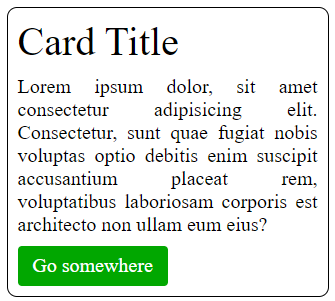 Card Title
Lorem ipsum dolor, sit amet
consectetur adipisicing elit.
Consectetur, sunt quae fugiat nobis
voluptas optio debitis enim suscipit
accusantium placeat rem,
voluptatibus laboriosam corporis est
architecto non ullam eum eius?
Go somewhere